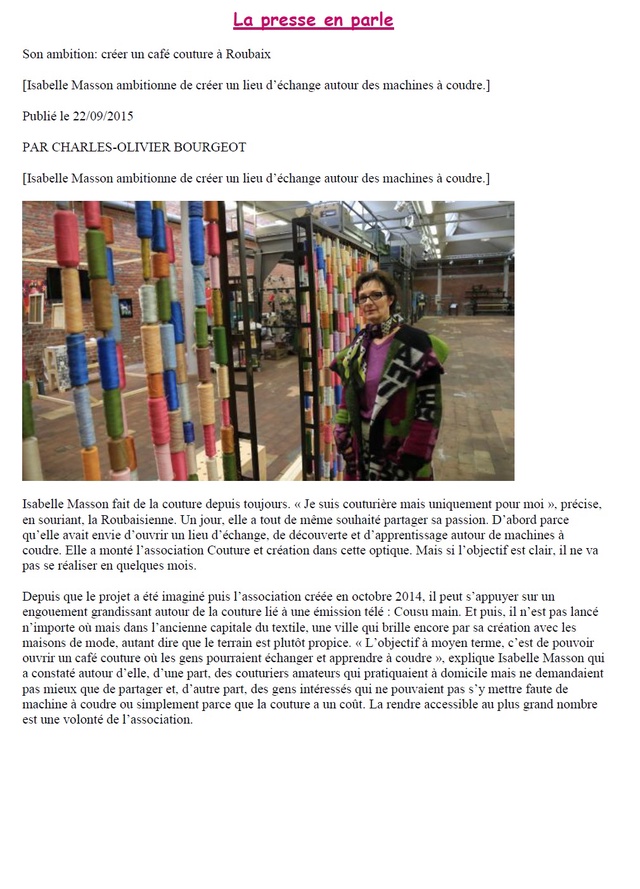 La presse en parle
Son ambition: créer un café couture à Roubaix
[Isabelle Masson ambitionne de créer un lieu d’échange autour des machines à coudre.]
Publié le 22/09/2015
PAR CHARLES-OLIVIER BOURGEOT
[Isabelle Masson ambitionne de créer un lieu d’échange autour des machines à coudre.]
Isabelle Masson fait de la couture depuis toujours. « Je suis couturière mais uniquement pour moi », précise,
en souriant, la Roubaisienne. Un jour, elle a tout de même souhaité partager sa passion. D’abord parce
qu’elle avait envie d’ouvrir un lieu d’échange, de découverte et d’apprentissage autour de machines à
coudre. Elle a monté l’association Couture et création dans cette optique. Mais si l’objectif est clair, il ne va
pas se réaliser en quelques mois.
Depuis que le projet a été imaginé puis l’association créée en octobre 2014, il peut s’appuyer sur un
engouement grandissant autour de la couture lié à une émission télé : Cousu main. Et puis, il n’est pas lancé
n’importe où mais dans l’ancienne capitale du textile, une ville qui brille encore par sa création avec les
maisons de mode, autant dire que le terrain est plutôt propice. « L’objectif à moyen terme, c’est de pouvoir
ouvrir un café couture où les gens pourraient échanger et apprendre à coudre », explique Isabelle Masson qui
a constaté autour d’elle, d’une part, des couturiers amateurs qui pratiquaient à domicile mais ne demandaient
pas mieux que de partager et, d’autre part, des gens intéressés qui ne pouvaient pas s’y mettre faute de
machine à coudre ou simplement parce que la couture a un coût. La rendre accessible au plus grand nombre
est une volonté de l’association.